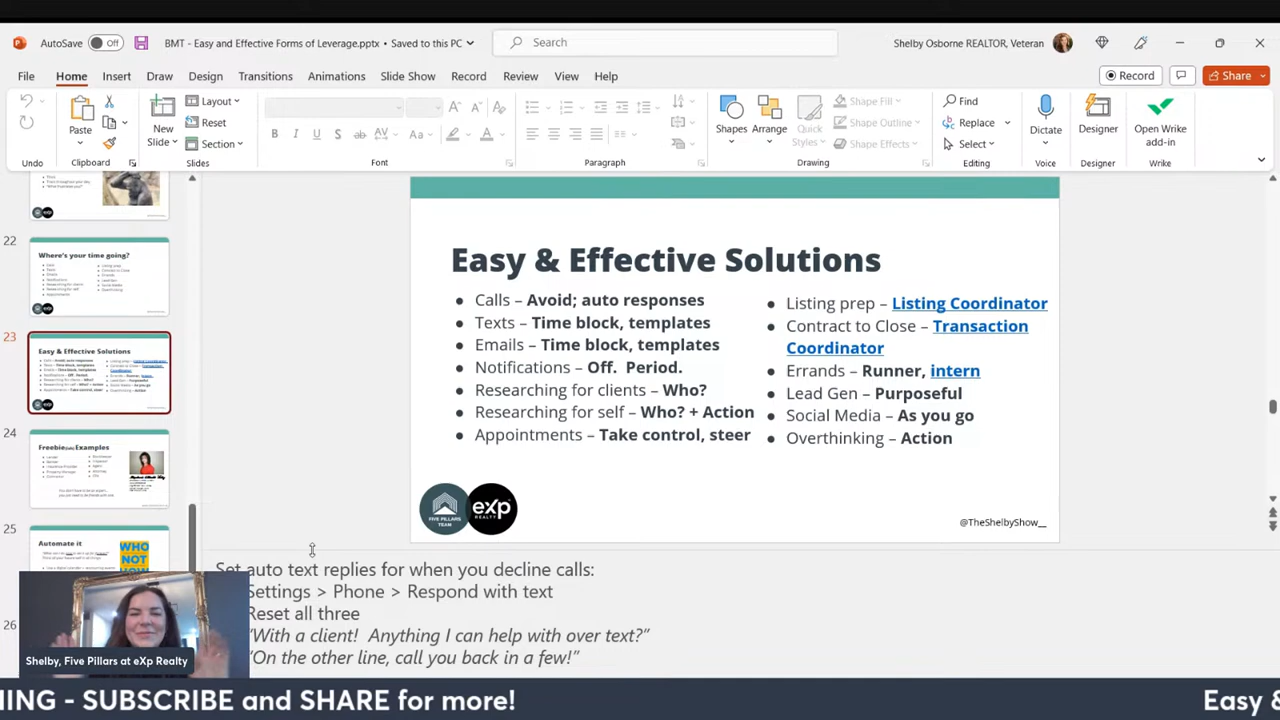 AutoSave Off BMT - Easy and Effective Forms of Leverage.pptx • Saved to this PC Search Shelby Osborne REALTOR, Veteran
File Home Insert Draw Design Transitions Animations Slide Show Record Review View Help Record Share
Paste
Clipboard
Undo
New
Slide
Layout
Reset
Section
Slides
B I U S ab AV Aa A
Font
Paragraph
Shapes
Arrange
Quick
Styles
Shape Fill
Shape Outline
Shape Effects
Drawing
Find
Replace
Select
Editing
Dictate
Voice
Designer
Designer
Open Wrike
add-in
Wrike
22
Where's your time going?
23
Easy & Effective Solutions
24
Freebie Examples
25
Automate it
WHO
NOT
HOW
26
Easy & Effective Solutions
• Calls – Avoid; auto responses
• Texts – Time block, templates
• Emails – Time block, templates
• Notifications – Off. Period.
• Researching for clients – Who?
• Researching for self – Who? + Action
• Appointments – Take control, steer
• Listing prep – Listing Coordinator
• Contract to Close – Transaction
Coordinator
• Errands – Runner, intern
• Lead Gen – Purposeful
• Social Media – As you go
• Overthinking – Action
FIVE PILLARS
TEAM
exp
REALTY
@TheShelbyShow__
Set auto text replies for when you decline calls:
Settings > Phone > Respond with text
Reset all three
"With a client! Anything I can help with over text?"
"On the other line, call you back in a few!"
Shelby, Five Pillars at eXp Realty
NING - SUBSCRIBE and SHARE for more! Easy &